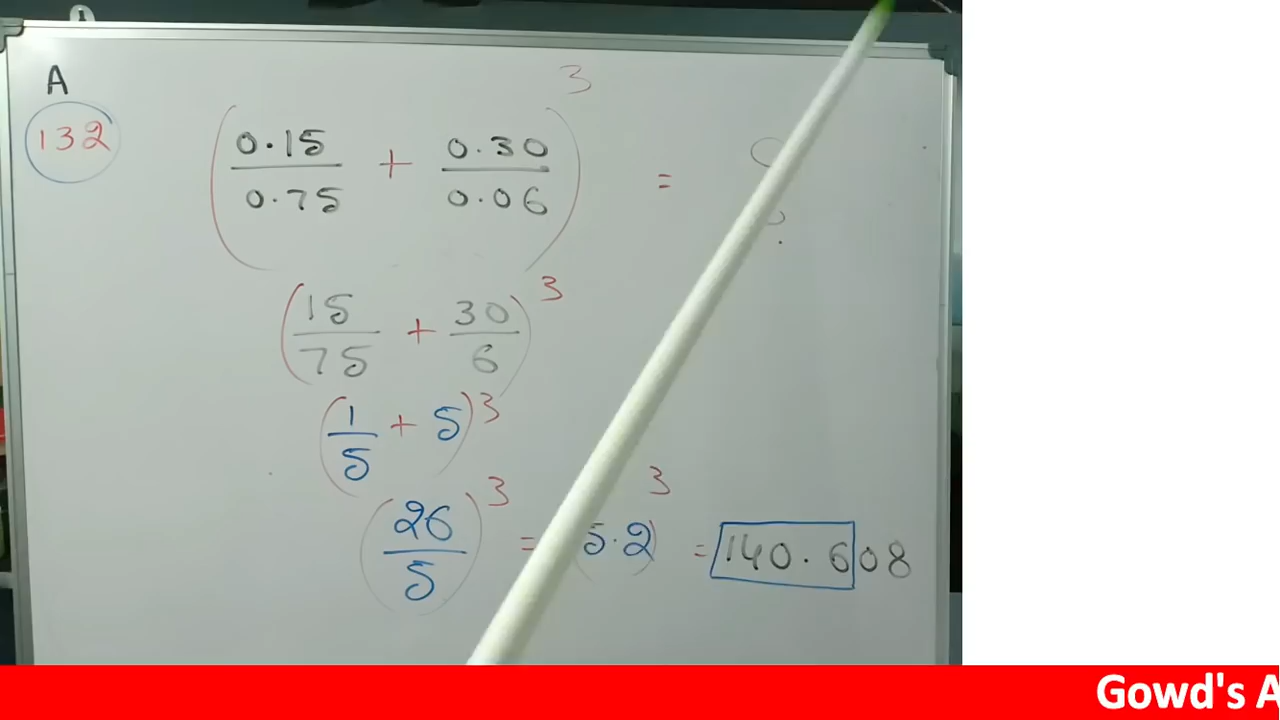 A
132
(0.15/0.75 + 0.30/0.06)³ =
(15/75 + 30/6)³
(1/5 + 5)³
(26/5)³ = (5.2)³ = 140.608
Gowd's A